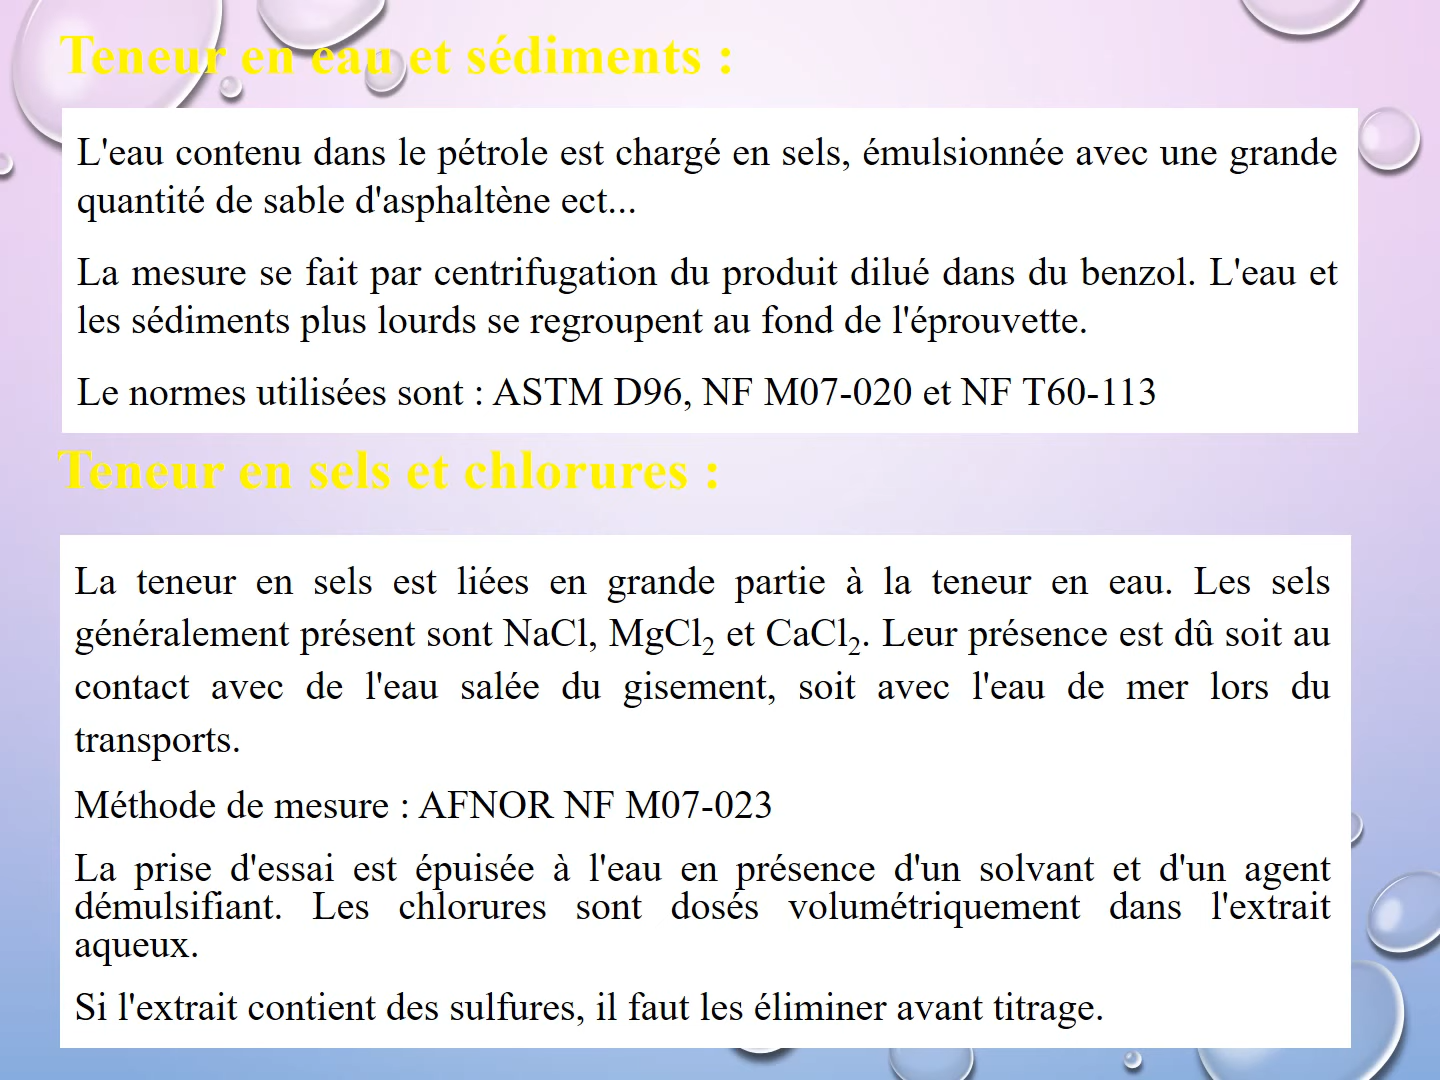 Teneur en eau et sédiments :
L'eau contenu dans le pétrole est chargé en sels, émulsionnée avec une grande
quantité de sable d'asphaltène ect...
La mesure se fait par centrifugation du produit dilué dans du benzol. L'eau et
les sédiments plus lourds se regroupent au fond de l'éprouvette.
Le normes utilisées sont : ASTM D96, NF M07-020 et NF T60-113
Teneur en sels et chlorures :
La teneur en sels est liées en grande partie à la teneur en eau. Les sels
généralement présent sont NaCl, MgCl₂ et CaCl₂. Leur présence est dû soit au
contact avec de l'eau salée du gisement, soit avec l'eau de mer lors du
transports.
Méthode de mesure : AFNOR NF M07-023
La prise d'essai est épuisée à l'eau en présence d'un solvant et d'un agent
démulsifiant. Les chlorures sont dosés volumétriquement dans l'extrait
aqueux.
Si l'extrait contient des sulfures, il faut les éliminer avant titrage.